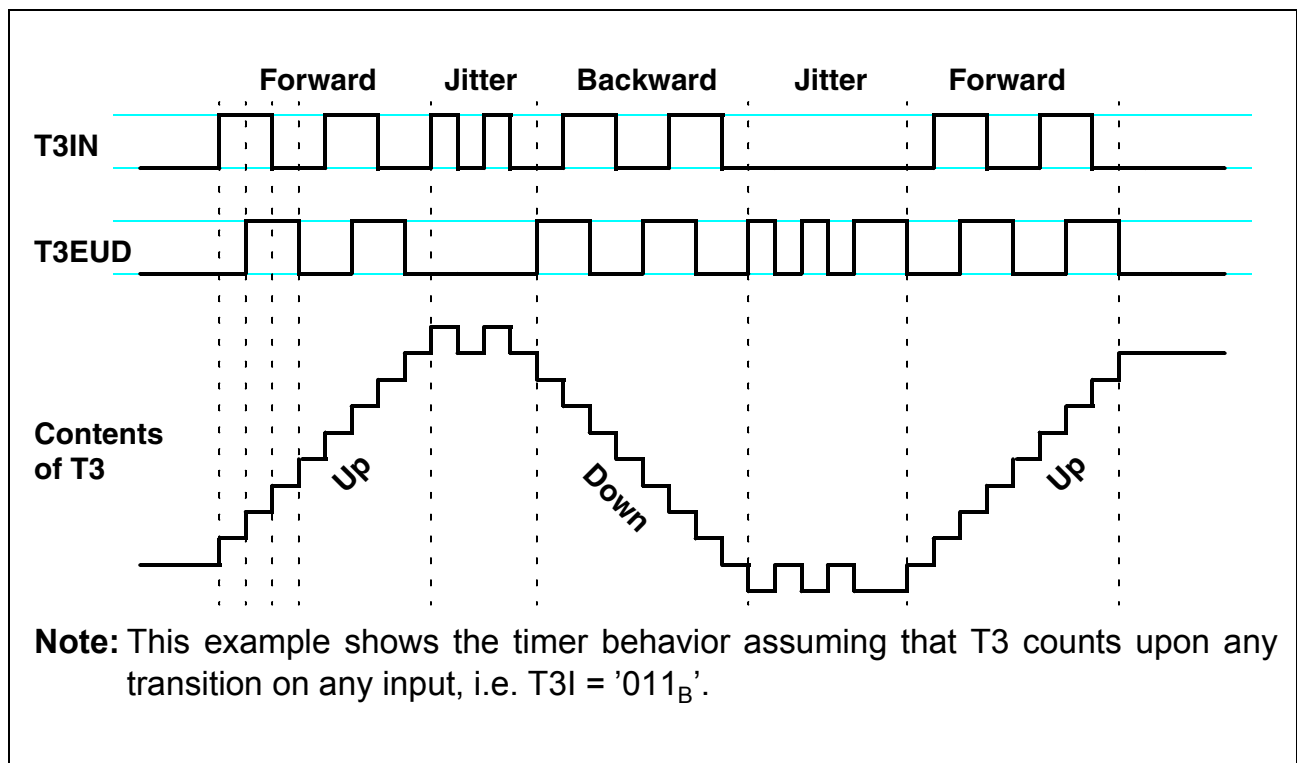 Forward Jitter Backward Jitter Forward
T3IN
T3EUD
Contents
of T3
Up
Down
Up
Note: This example shows the timer behavior assuming that T3 counts upon any
transition on any input, i.e. T3I = ’011B’.